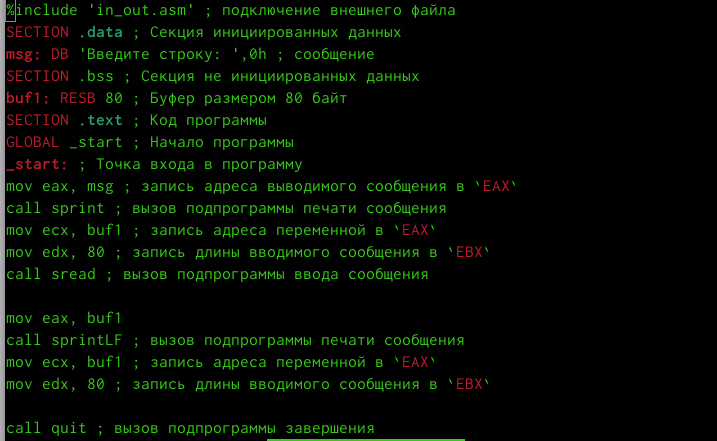 %include 'in_out.asm' ; подключение внешнего файла
SECTION .data ; Секция инициированных данных
msg: DB 'Введите строку: ',0h ; сообщение
SECTION .bss ; Секция не инициированных данных
buf1: RESB 80 ; Буфер размером 80 байт
SECTION .text ; Код программы
GLOBAL _start ; Начало программы
_start: ; Точка входа в программу
mov eax, msg ; запись адреса выводимого сообщения в `EAX`
call sprint ; вызов подпрограммы печати сообщения
mov ecx, buf1 ; запись адреса переменной в `EAX`
mov edx, 80 ; запись длины вводимого сообщения в `EBX`
call sread ; вызов подпрограммы ввода сообщения
mov eax, buf1
call sprintLF ; вызов подпрограммы печати сообщения
mov ecx, buf1 ; запись адреса переменной в `EAX`
mov edx, 80 ; запись длины вводимого сообщения в `EBX`
call quit ; вызов подпрограммы завершения